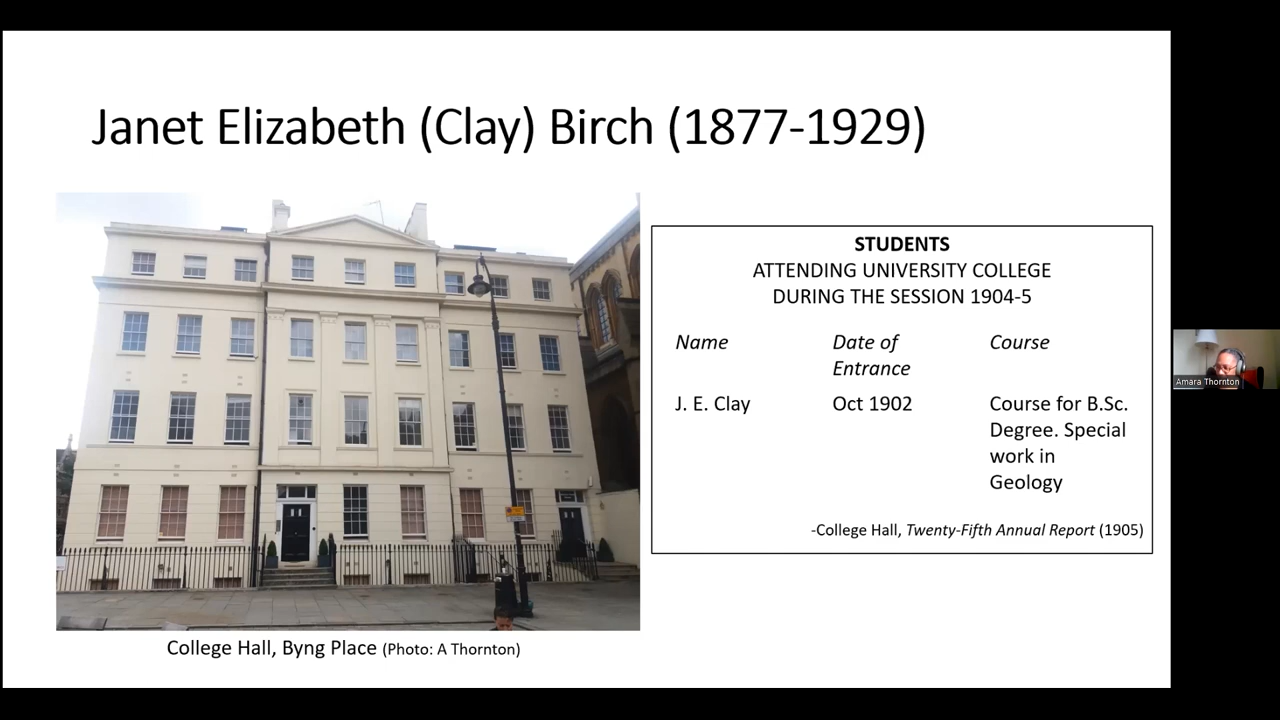 Janet Elizabeth (Clay) Birch (1877-1929)
STUDENTS
ATTENDING UNIVERSITY COLLEGE
DURING THE SESSION 1904-5
Name Date of Entrance Course
J. E. Clay Oct 1902 Course for B.Sc.
Degree. Special
work in
Geology
-College Hall, Twenty-Fifth Annual Report (1905)
College Hall, Byng Place (Photo: A Thornton)
Amara Thornton